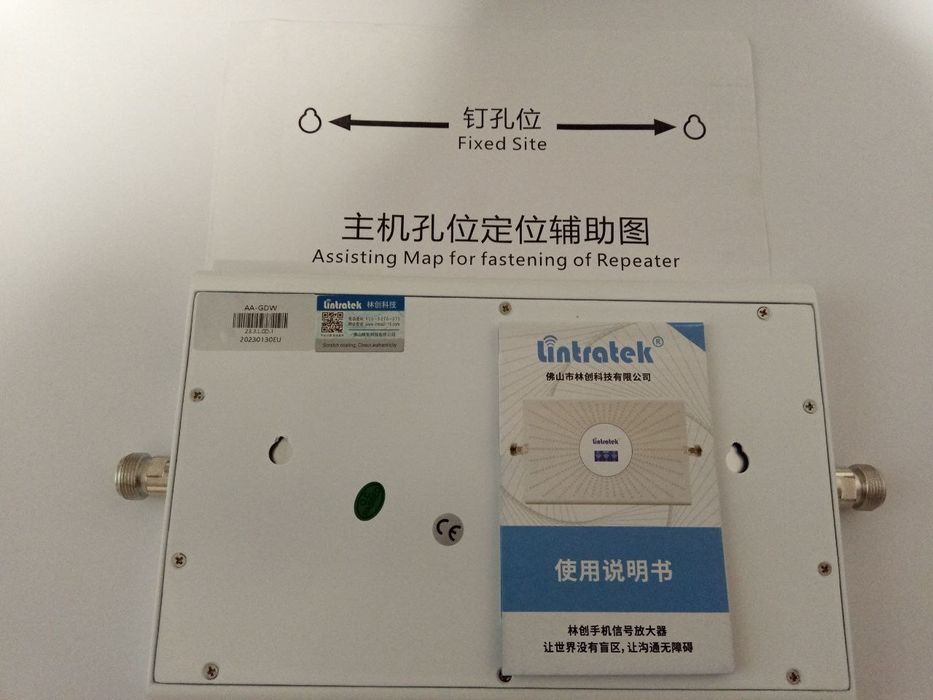 钉孔位
Fixed Site
主机孔位定位辅助图
Assisting Map for fastening of Repeater
AA-GDW
20230130EU
Lintratek 林创科技
Scratch coating, Check authenticity
CE
Lintratek®
佛山市林创科技有限公司
Lintratek
使用说明书
林创手机信号放大器
让世界没有盲区,让沟通无障碍